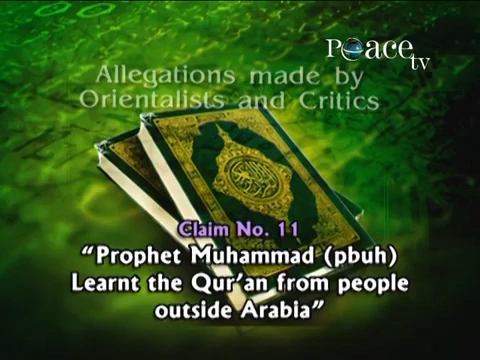 Peace tv
Allegations made by
Orientalists and Critics
Claim No. 11
“Prophet Muhammad (pbuh)
Learnt the Qur’an from people
outside Arabia”